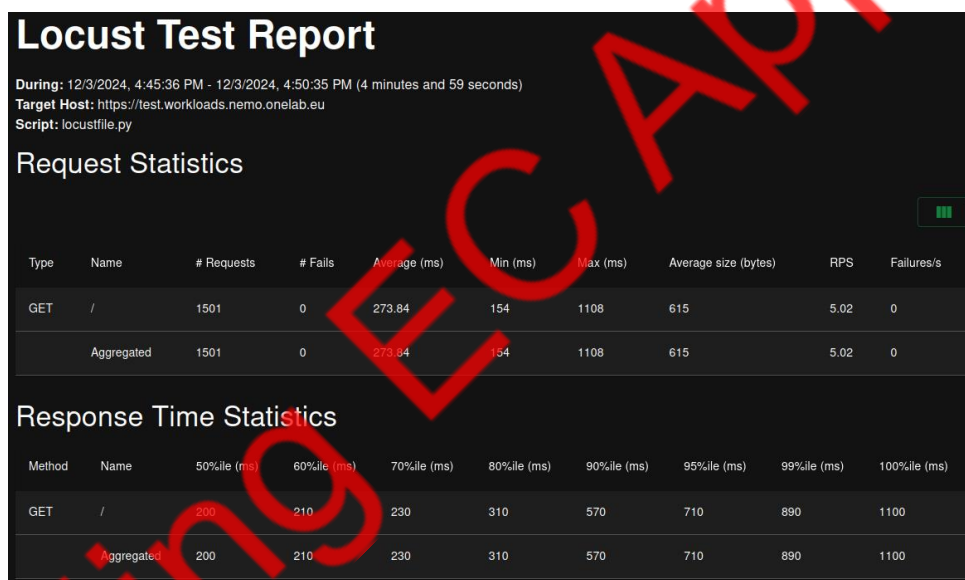 Locust Test Report
During: 12/3/2024, 4:45:36 PM - 12/3/2024, 4:50:35 PM (4 minutes and 59 seconds)
Target Host: https://test.workloads.nemo.onelab.eu
Script: locustfile.py
Request Statistics
Type Name # Requests # Fails Average (ms) Min (ms) Max (ms) Average size (bytes) RPS Failures/s
GET / 1501 0 273.84 154 1108 615 5.02 0
Aggregated 1501 0 273.84 154 1108 615 5.02 0
Response Time Statistics
Method Name 50%ile (ms) 60%ile (ms) 70%ile (ms) 80%ile (ms) 90%ile (ms) 95%ile (ms) 99%ile (ms) 100%ile (ms)
GET / 200 210 230 310 570 710 890 1100
Aggregated 200 210 230 310 570 710 890 1100
EC